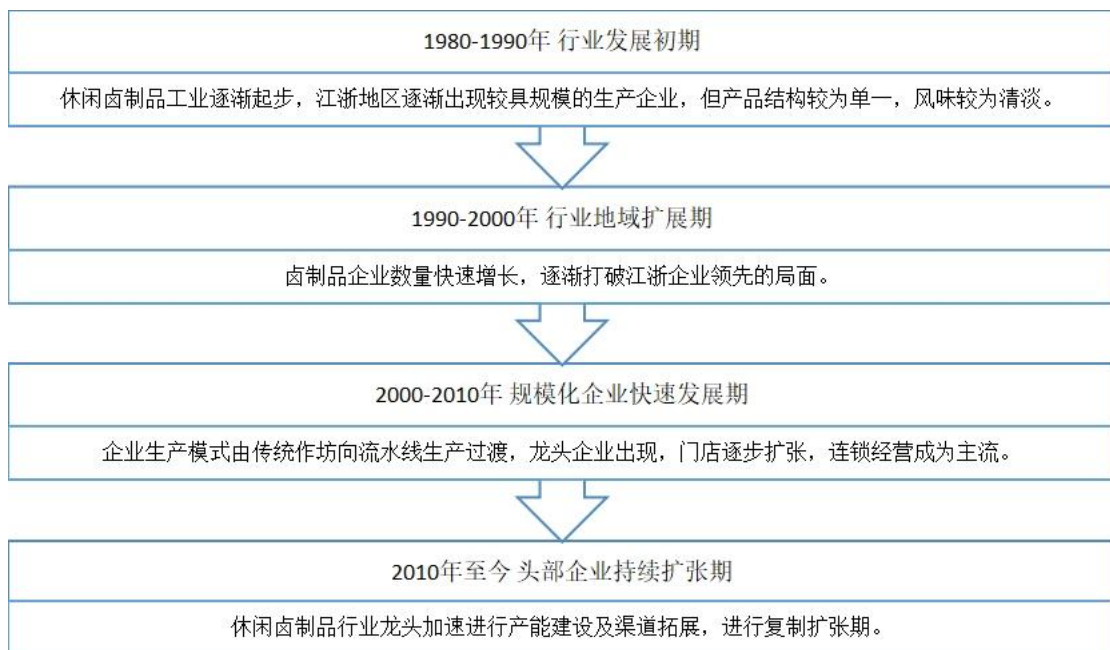 1980-1990年 行业发展初期
休闲卤制品工业逐渐起步，江浙地区逐渐出现较具规模的生产企业，但产品结构较为单一，风味较为清淡。
1990-2000年 行业地域扩展期
卤制品企业数量快速增长，逐渐打破江浙企业领先的局面。
2000-2010年 规模化企业快速发展期
企业生产模式由传统作坊向流水线生产过渡，龙头企业出现，门店逐步扩张，连锁经营成为主流。
2010年至今 头部企业持续扩张期
休闲卤制品行业龙头加速进行产能建设及渠道拓展，进行复制扩张期。